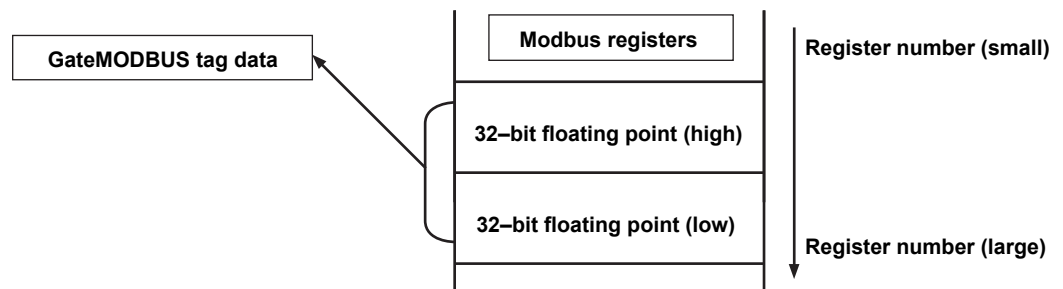 Modbus registers
GateMODBUS tag data
Register number (small)
32–bit floating point (high)
32–bit floating point (low)
Register number (large)